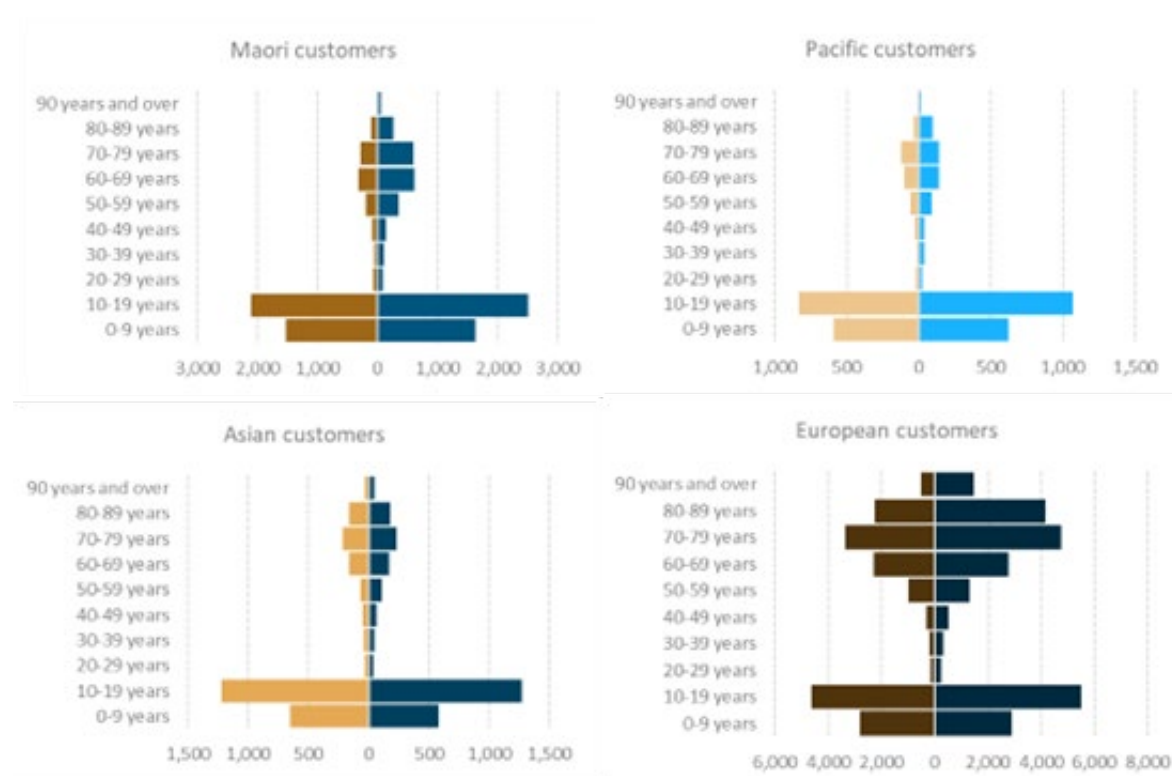 Maori customers
90 years and over
80-89 years
70-79 years
60-69 years
50-59 years
40-49 years
30-39 years
20-29 years
10-19 years
0-9 years
3,000 2,000 1,000 0 1,000 2,000 3,000
Pacific customers
90 years and over
80-89 years
70-79 years
60-69 years
50-59 years
40-49 years
30-39 years
20-29 years
10-19 years
0-9 years
1,000 500 0 500 1,000 1,500
Asian customers
90 years and over
80-89 years
70-79 years
60-69 years
50-59 years
40-49 years
30-39 years
20-29 years
10-19 years
0-9 years
1,500 1,000 500 0 500 1,000 1,500
European customers
90 years and over
80-89 years
70-79 years
60-69 years
50-59 years
40-49 years
30-39 years
20-29 years
10-19 years
0-9 years
6,000 4,000 2,000 0 2,000 4,000 6,000 8,000